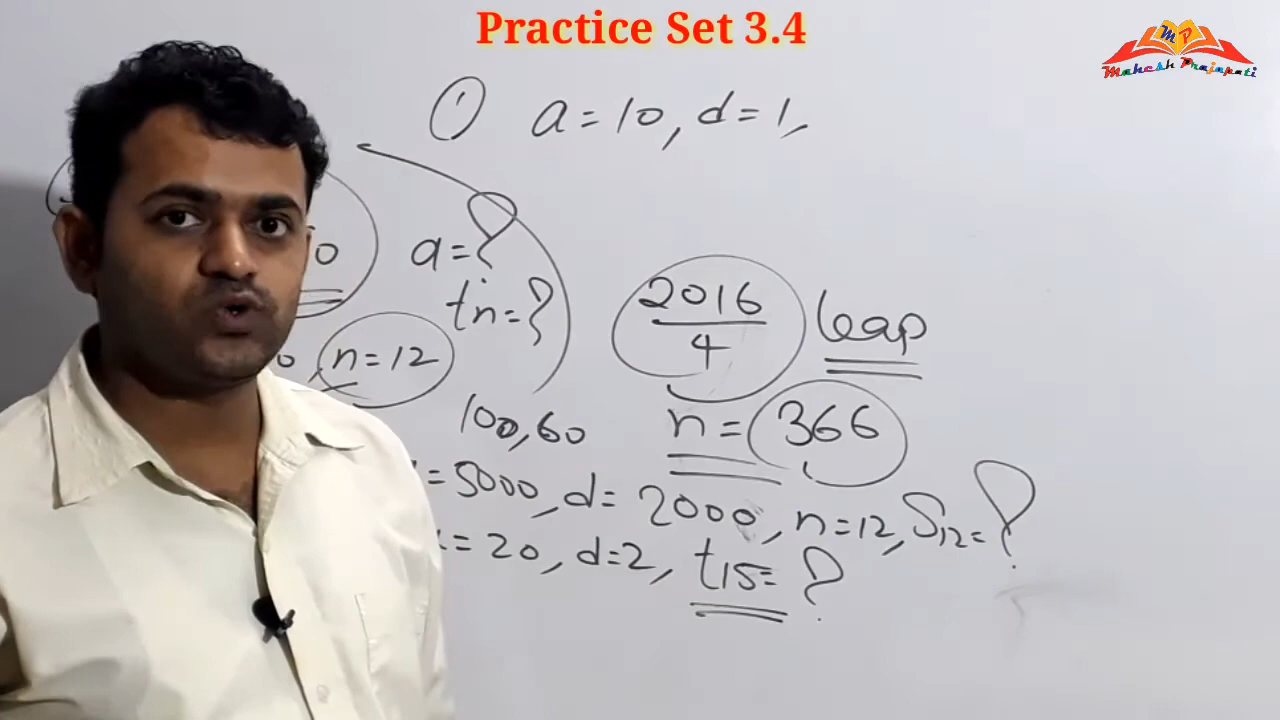 Practice Set 3.4
MP
Mahesh Prajapati
① a = 10, d = 1,
a = ?
tn = ?
2016
4
leap
n = 12
n = 366
100, 60
= 5000, d = 2000, n = 12, S12 = ?
= 20, d = 2, t15 = ?